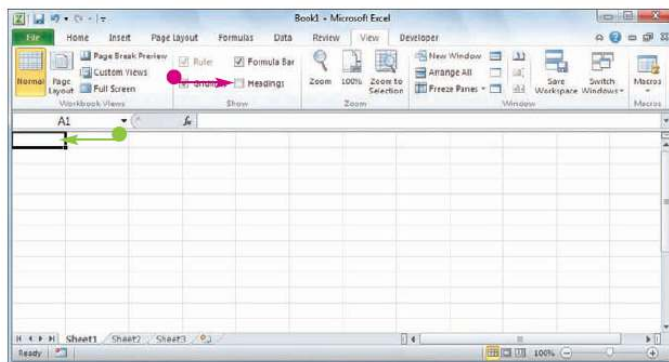 Book1 - Microsoft Excel
File Home Insert Page Layout Formulas Data Review View Developer
Normal
Page Layout
Page Break Preview
Custom Views
Full Screen
Workbook Views
Ruler
Formula Bar
Headings
Show
Zoom
100%
Zoom to Selection
Zoom
New Window
Arrange All
Freeze Panes
Save Workspace
Switch Windows
Window
Macros
Macros
A1
fx
Sheet1 Sheet2 Sheet3
Ready
100%